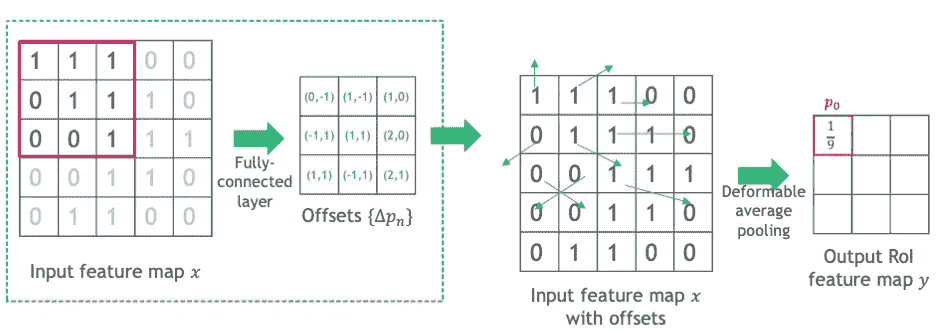 1 1 1 0 0
0 1 1 1 0
0 0 1 1 1
0 0 1 1 0
0 1 1 0 0
Input feature map x
Fully-
connected
layer
(0,-1) (1,-1) (1,0)
(-1,1) (1,1) (2,0)
(1,1) (-1,1) (2,1)
Offsets {Δpₙ}
1 1 1 0 0
0 1 1 1 0
0 0 1 1 1
0 0 1 1 0
0 1 1 0 0
Input feature map x
with offsets
Deformable
average
pooling
p₀
1
9
Output RoI
feature map y